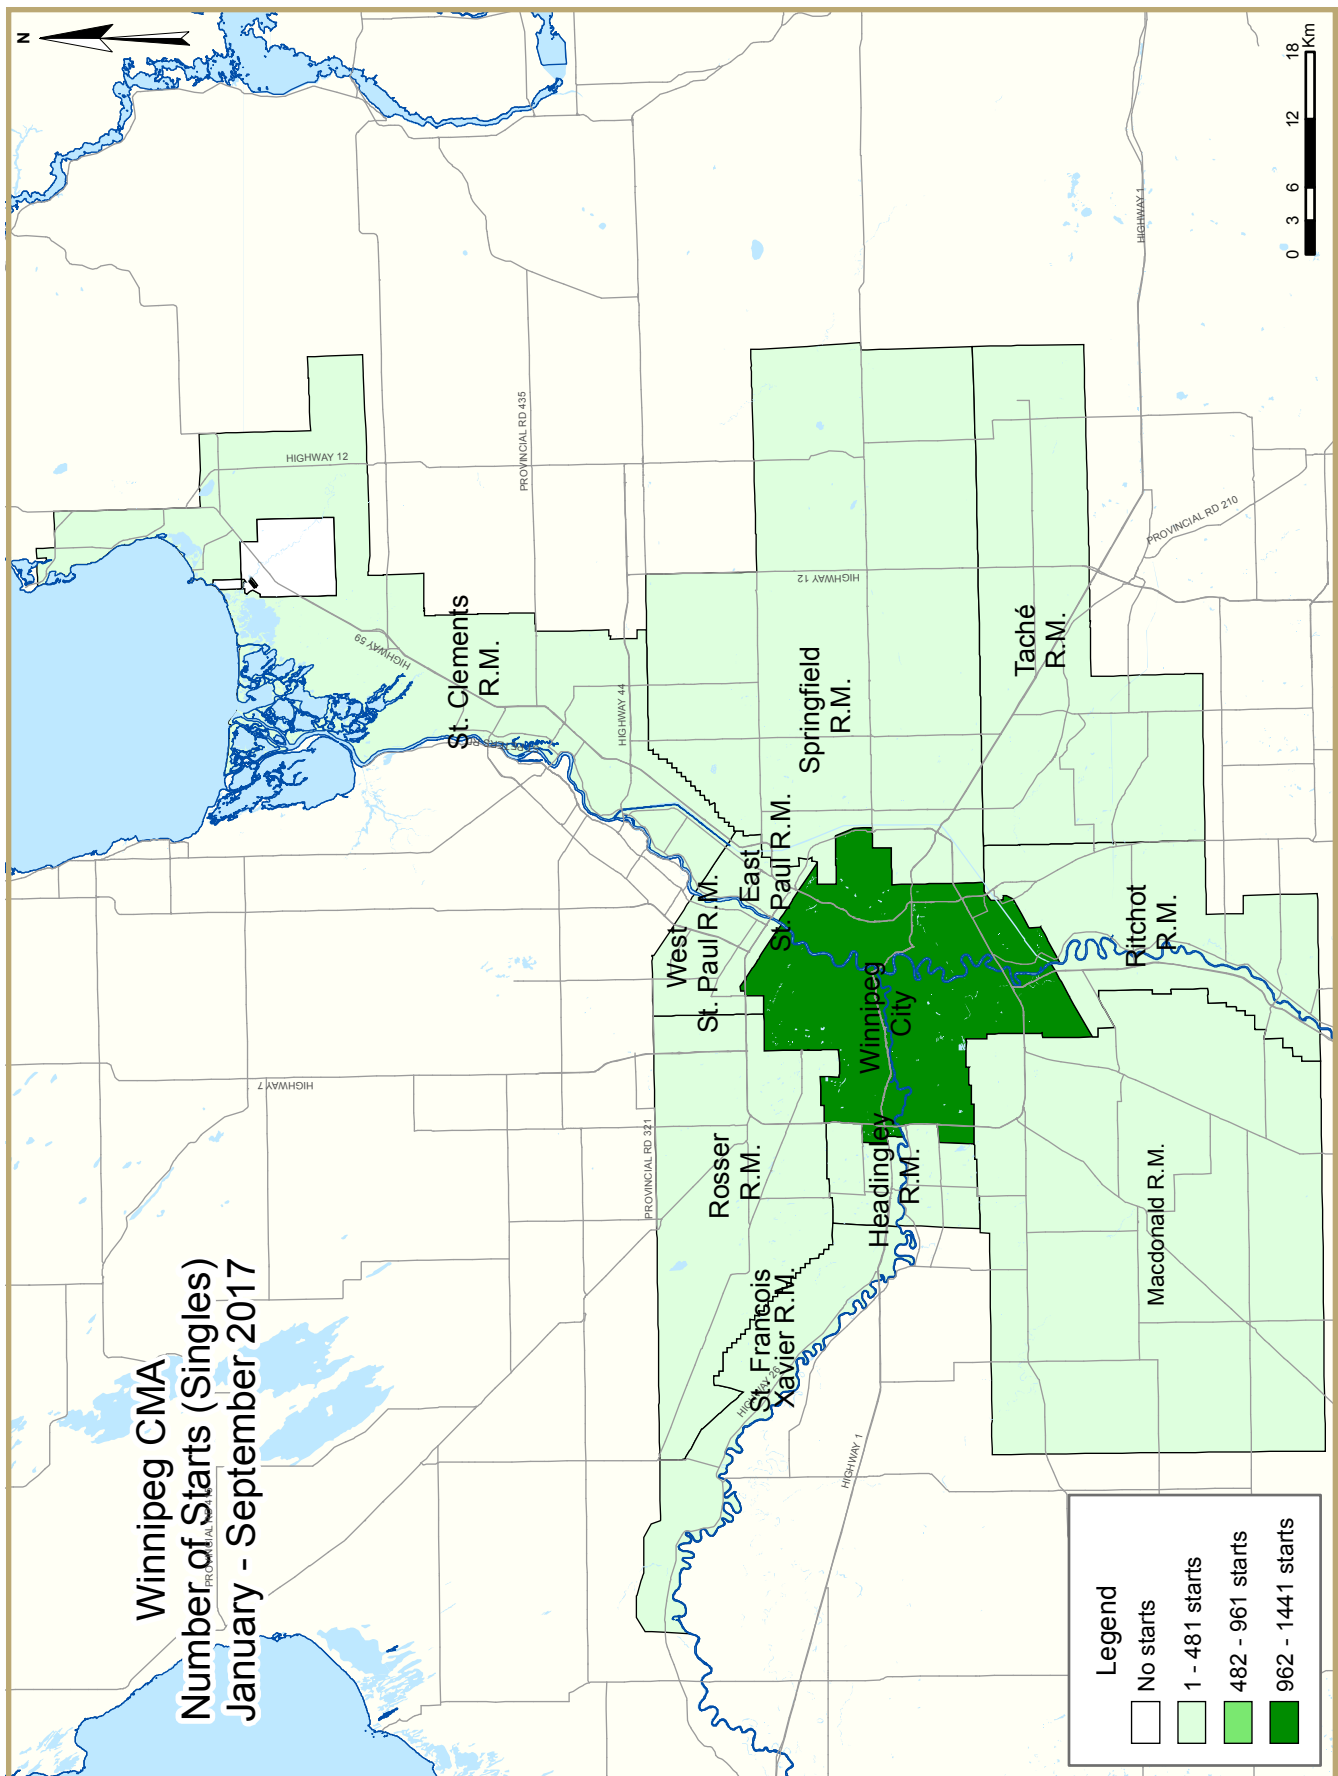 Winnipeg CMA
Number of Starts (Singles)
January - September 2017
N
PROVINCIAL RD 435
HIGHWAY 12
HIGHWAY 59
St. Clements
R.M.
HIGHWAY 44
HIGHWAY 7
PROVINCIAL RD 321
Rosser
R.M.
West
St. Paul R.M.
East
St. Paul R.M.
Springfield
R.M.
HIGHWAY 12
St. Francois
Xavier R.M.
HIGHWAY 26
Headingley
R.M.
Winnipeg
City
Taché
R.M.
HIGHWAY 1
HIGHWAY 1
PROVINCIAL RD 210
Macdonald R.M.
Ritchot
R.M.
Legend
No starts
1 - 481 starts
482 - 961 starts
962 - 1441 starts
0 3 6 12 18
Km